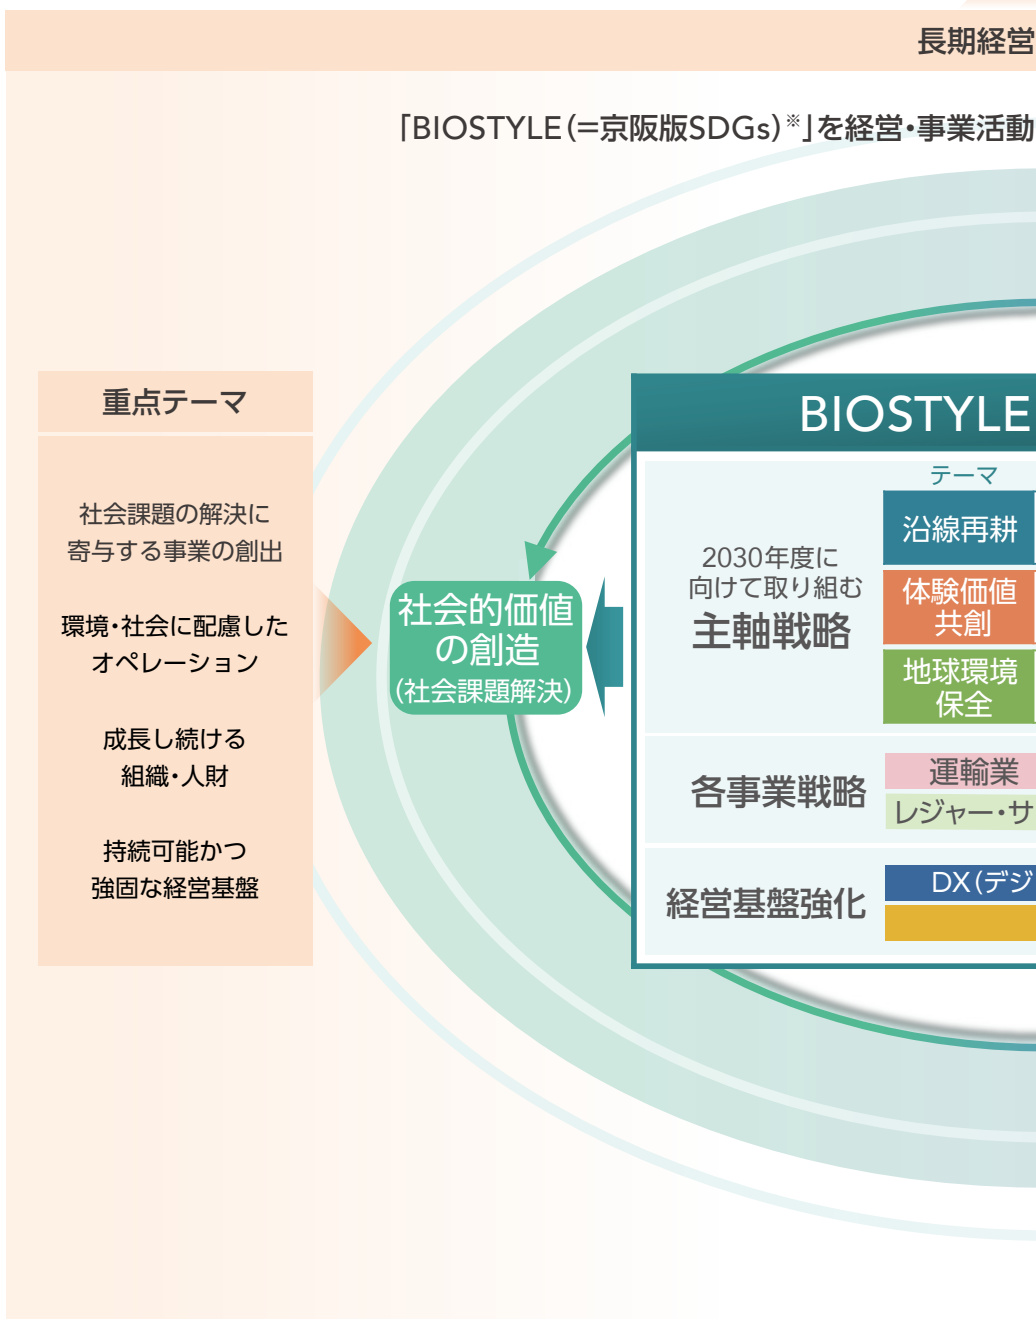 長期経営
「BIOSTYLE(=京阪版SDGs)※」を経営・事業活動
重点テーマ
社会課題の解決に
寄与する事業の創出
環境・社会に配慮した
オペレーション
成長し続ける
組織・人財
持続可能かつ
強固な経営基盤
社会的価値
の創造
(社会課題解決)
BIOSTYLE
テーマ
2030年度に
向けて取り組む
主軸戦略
沿線再耕
体験価値
共創
地球環境
保全
各事業戦略
運輸業
レジャー・サ
経営基盤強化
DX(デジ